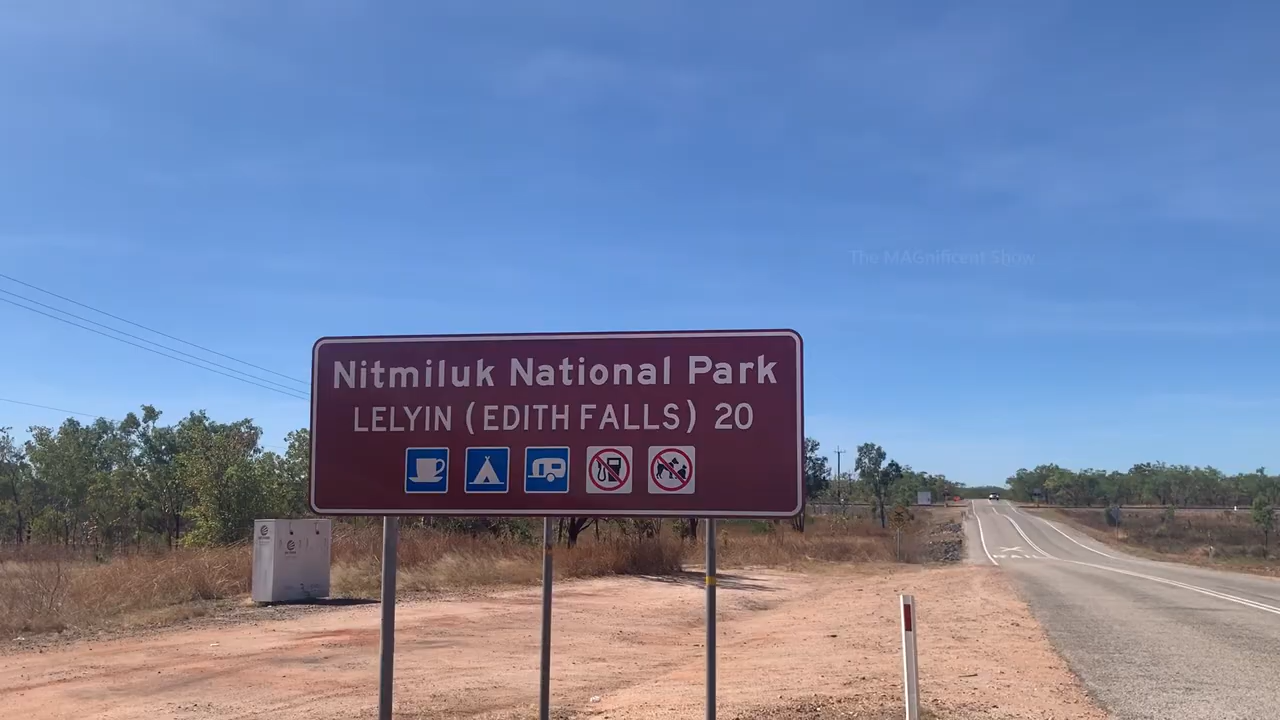 The MAGnificent Show
Nitmiluk National Park
LELYIN (EDITH FALLS) 20